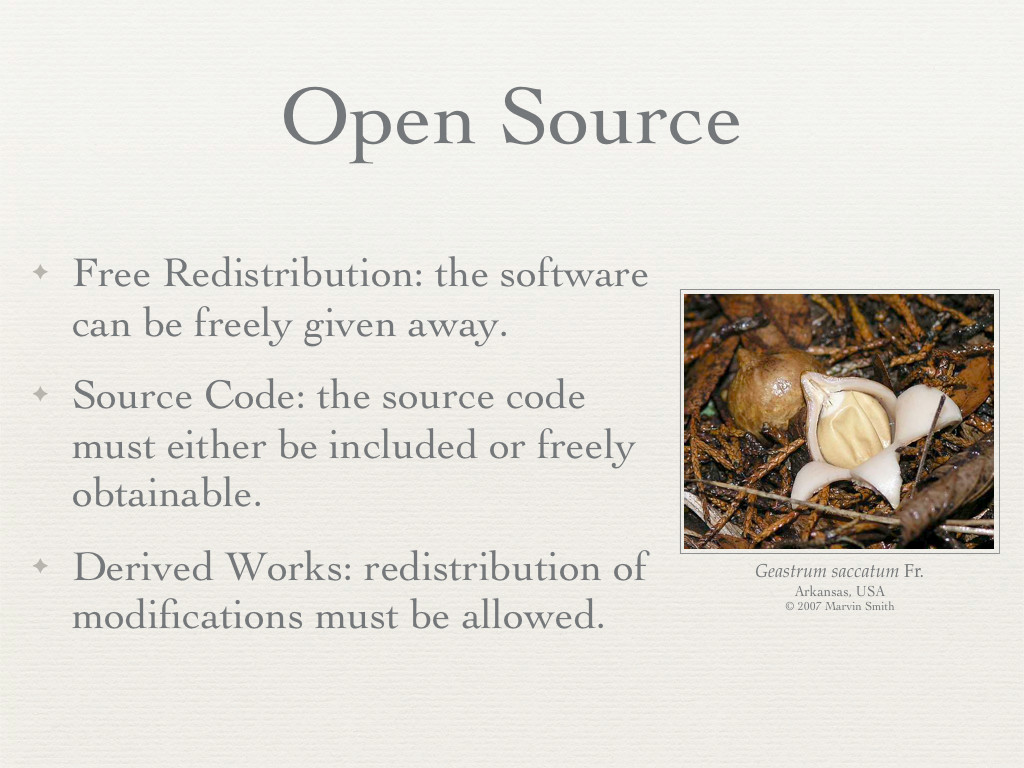 Open Source
✦ Free Redistribution: the software
can be freely given away.
✦ Source Code: the source code
must either be included or freely
obtainable.
✦ Derived Works: redistribution of
modifications must be allowed.
Geastrum saccatum Fr.
Arkansas, USA
© 2007 Marvin Smith